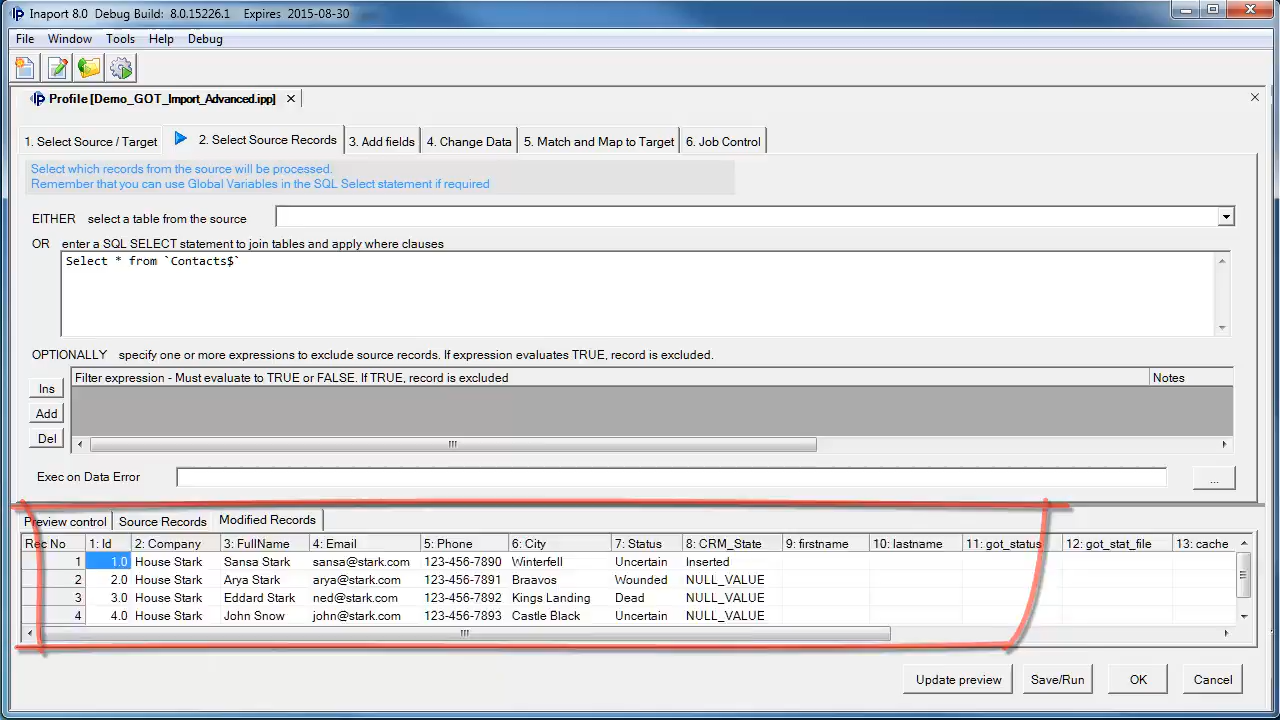 Inaport 8.0 Debug Build: 8.0.15226.1 Expires 2015-08-30
File Window Tools Help Debug
Profile [Demo_GOT_Import_Advanced.ipp]
1. Select Source / Target 2. Select Source Records 3. Add fields 4. Change Data 5. Match and Map to Target 6. Job Control
Select which records from the source will be processed.
Remember that you can use Global Variables in the SQL Select statement if required
EITHER select a table from the source
OR enter a SQL SELECT statement to join tables and apply where clauses
Select * from `Contacts$`
OPTIONALLY specify one or more expressions to exclude source records. If expression evaluates TRUE, record is excluded.
Filter expression - Must evaluate to TRUE or FALSE. If TRUE, record is excluded Notes
Ins
Add
Del
Exec on Data Error ...
Preview control Source Records Modified Records
Rec No 1: Id 2: Company 3: FullName 4: Email 5: Phone 6: City 7: Status 8: CRM_State 9: firstname 10: lastname 11: got_status 12: got_stat_file 13: cache
1 1.0 House Stark Sansa Stark sansa@stark.com 123-456-7890 Winterfell Uncertain Inserted
2 2.0 House Stark Arya Stark arya@stark.com 123-456-7891 Braavos Wounded NULL_VALUE
3 3.0 House Stark Eddard Stark ned@stark.com 123-456-7892 Kings Landing Dead NULL_VALUE
4 4.0 House Stark John Snow john@stark.com 123-456-7893 Castle Black Uncertain NULL_VALUE
Update preview Save/Run OK Cancel